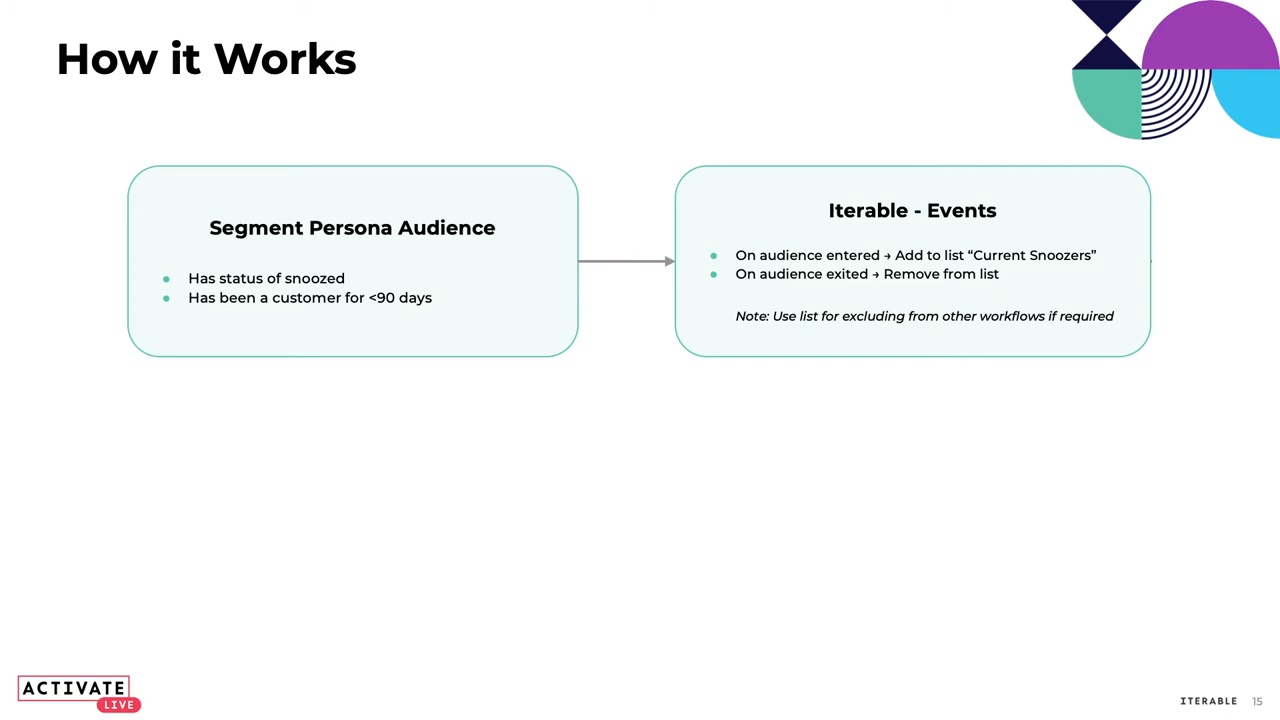 How it Works
Segment Persona Audience
● Has status of snoozed
● Has been a customer for <90 days
Iterable - Events
● On audience entered → Add to list “Current Snoozers”
● On audience exited → Remove from list
Note: Use list for excluding from other workflows if required
ACTIVATE
LIVE
ITERABLE 15